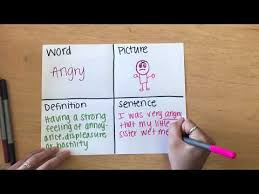 Word
Angry
Picture
Definition
Having a strong
feeling of annoy-
ance, displeasure,
or hostility
Sentence
I was very angry
that my little
sister wet me